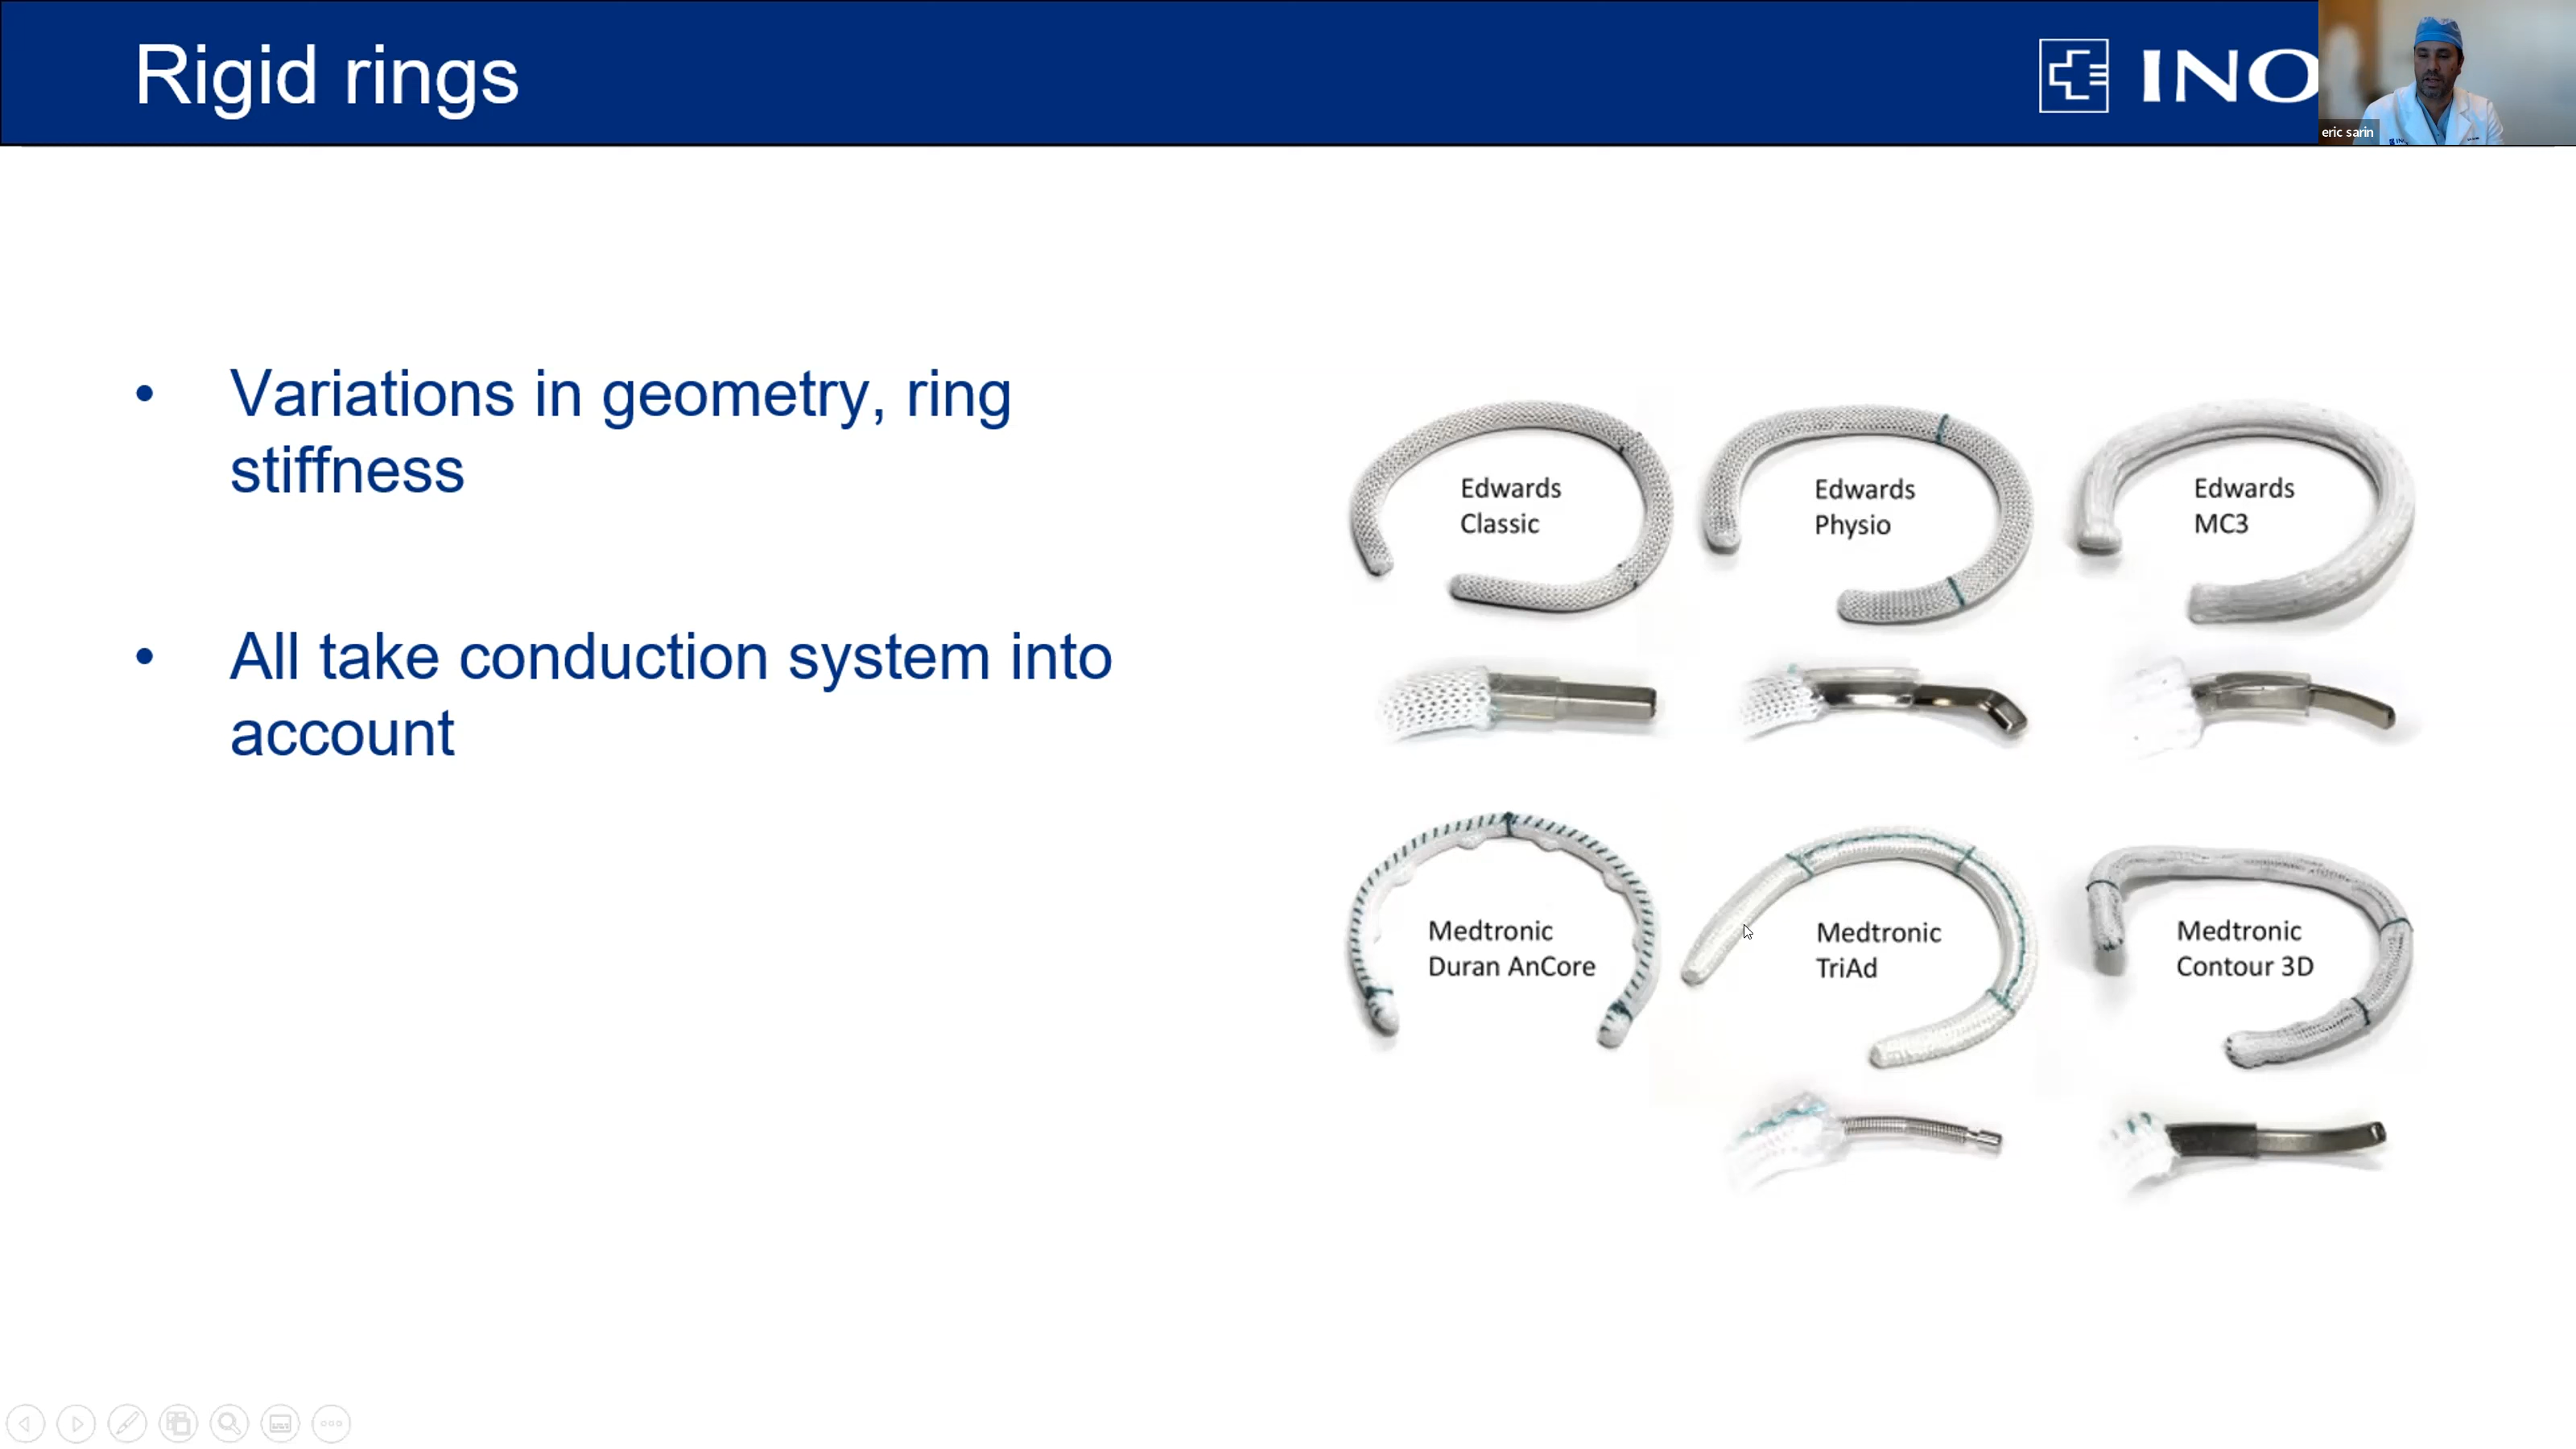 Rigid rings
INO
eric sarin
• Variations in geometry, ring
stiffness
• All take conduction system into
account
Edwards
Classic
Edwards
Physio
Edwards
MC3
Medtronic
Duran AnCore
Medtronic
TriAd
Medtronic
Contour 3D